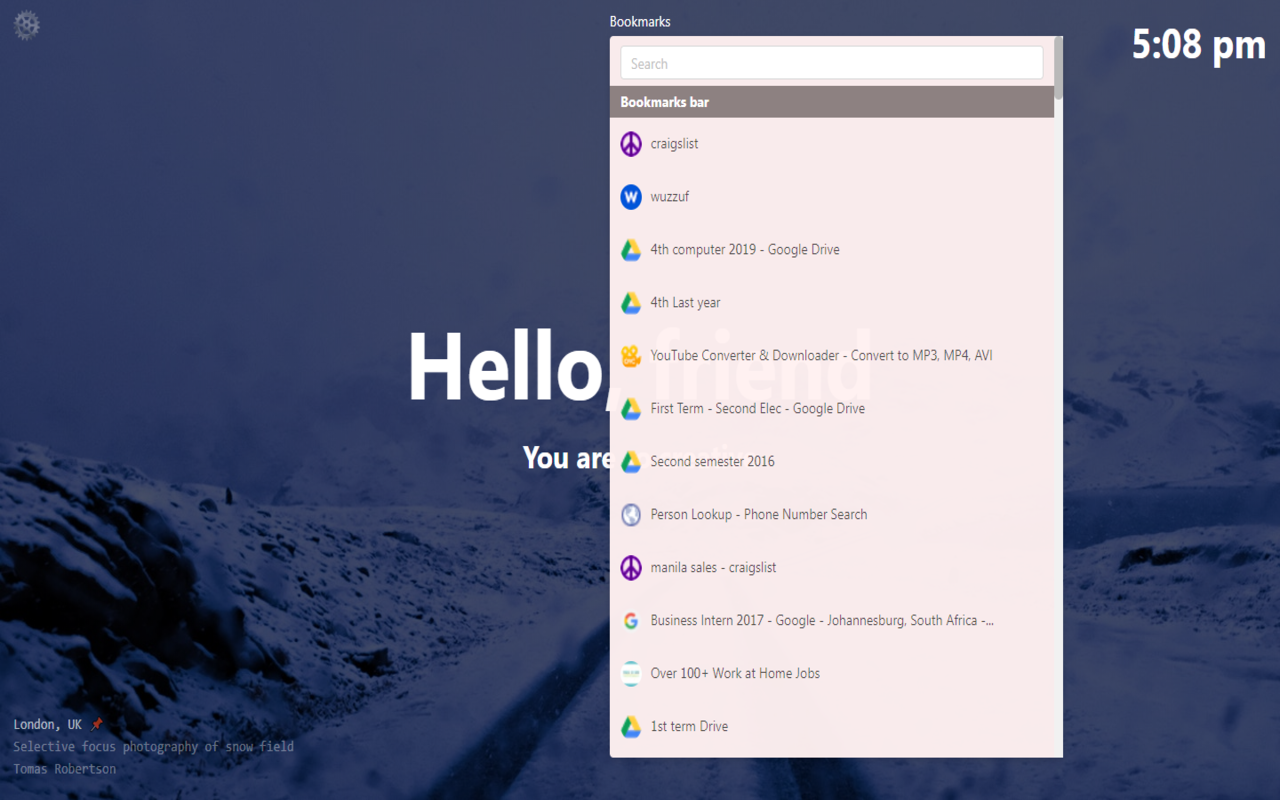 Bookmarks
5:08 pm
Search
Bookmarks bar
craigslist
wuzzuf
4th computer 2019 - Google Drive
4th Last year
YouTube Converter & Downloader - Convert to MP3, MP4, AVI
Hello, friend
First Term - Second Elec - Google Drive
You are
Second semester 2016
Person Lookup - Phone Number Search
manila sales - craigslist
Business Intern 2017 - Google - Johannesburg, South Africa -...
Over 100+ Work at Home Jobs
1st term Drive
London, UK
Selective focus photography of snow field
Tomas Robertson